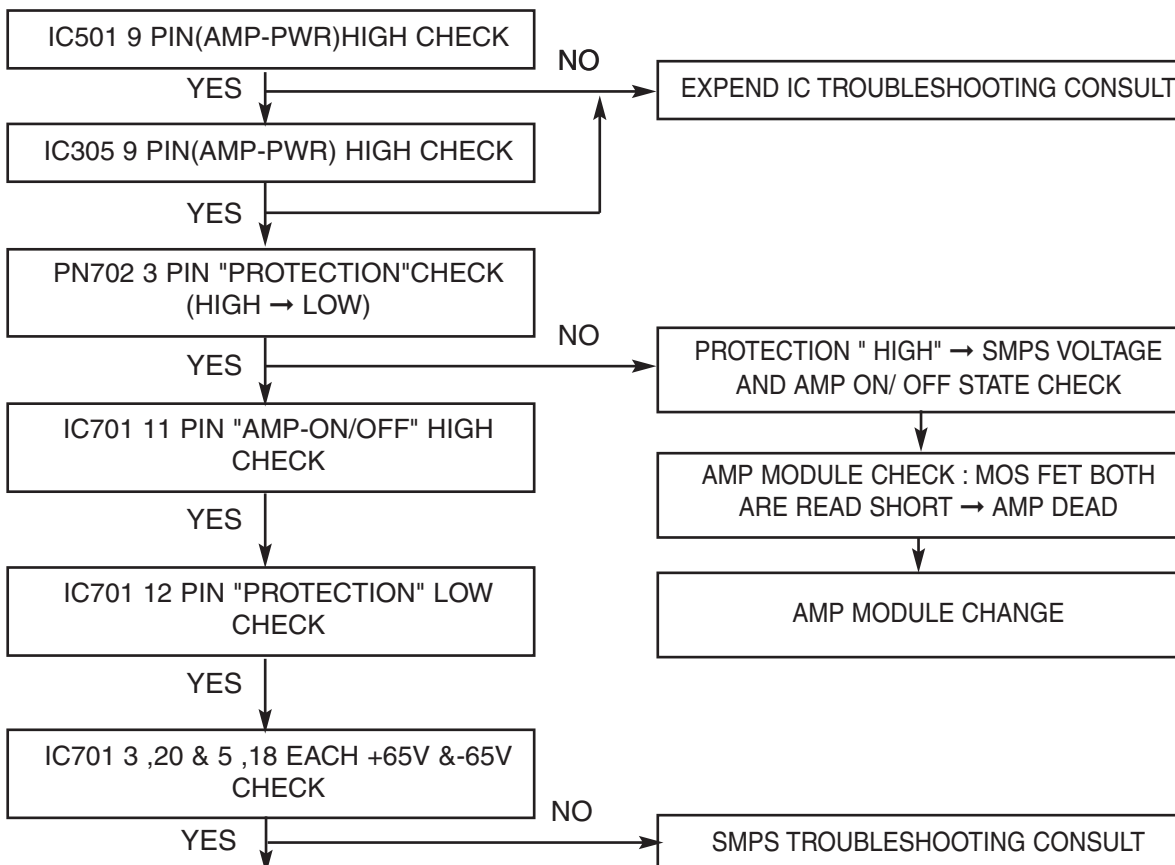 IC501 9 PIN(AMP-PWR)HIGH CHECK
NO
YES
EXPEND IC TROUBLESHOOTING CONSULT
IC305 9 PIN(AMP-PWR) HIGH CHECK
YES
PN702 3 PIN "PROTECTION"CHECK
(HIGH → LOW)
NO
YES
PROTECTION " HIGH" → SMPS VOLTAGE
AND AMP ON/ OFF STATE CHECK
IC701 11 PIN "AMP-ON/OFF" HIGH
CHECK
AMP MODULE CHECK : MOS FET BOTH
ARE READ SHORT → AMP DEAD
YES
IC701 12 PIN "PROTECTION" LOW
CHECK
AMP MODULE CHANGE
YES
IC701 3 ,20 & 5 ,18 EACH +65V &-65V
CHECK
NO
YES
SMPS TROUBLESHOOTING CONSULT